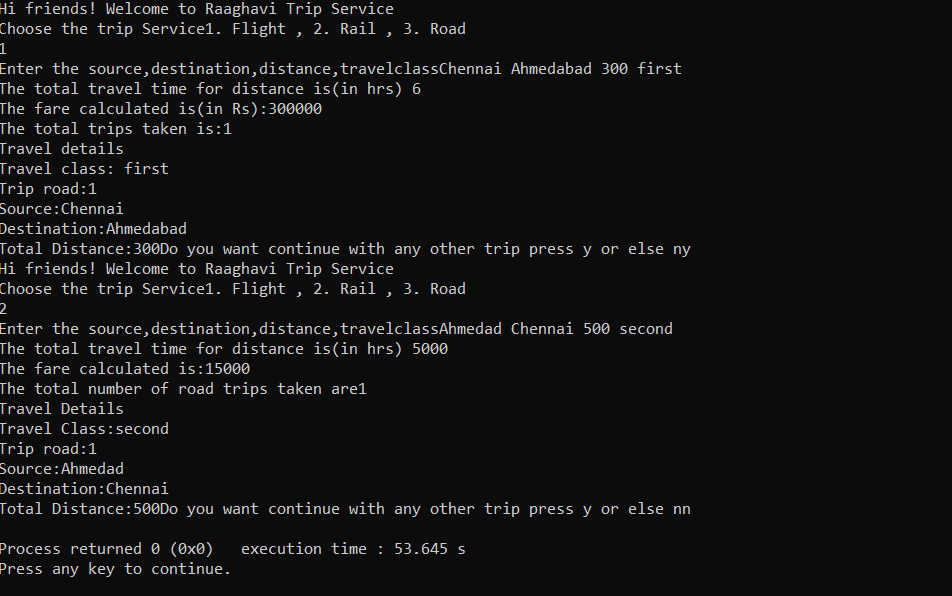 Hi friends! Welcome to Raaghavi Trip Service
Choose the trip Service1. Flight , 2. Rail , 3. Road
1
Enter the source,destination,distance,travelclassChennai Ahmedabad 300 first
The total travel time for distance is(in hrs) 6
The fare calculated is(in Rs):300000
The total trips taken is:1
Travel details
Travel class: first
Trip road:1
Source:Chennai
Destination:Ahmedabad
Total Distance:300Do you want continue with any other trip press y or else ny
Hi friends! Welcome to Raaghavi Trip Service
Choose the trip Service1. Flight , 2. Rail , 3. Road
2
Enter the source,destination,distance,travelclassAhmedad Chennai 500 second
The total travel time for distance is(in hrs) 5000
The fare calculated is:15000
The total number of road trips taken are1
Travel Details
Travel Class:second
Trip road:1
Source:Ahmedad
Destination:Chennai
Total Distance:500Do you want continue with any other trip press y or else nn
Process returned 0 (0x0)   execution time : 53.645 s
Press any key to continue.